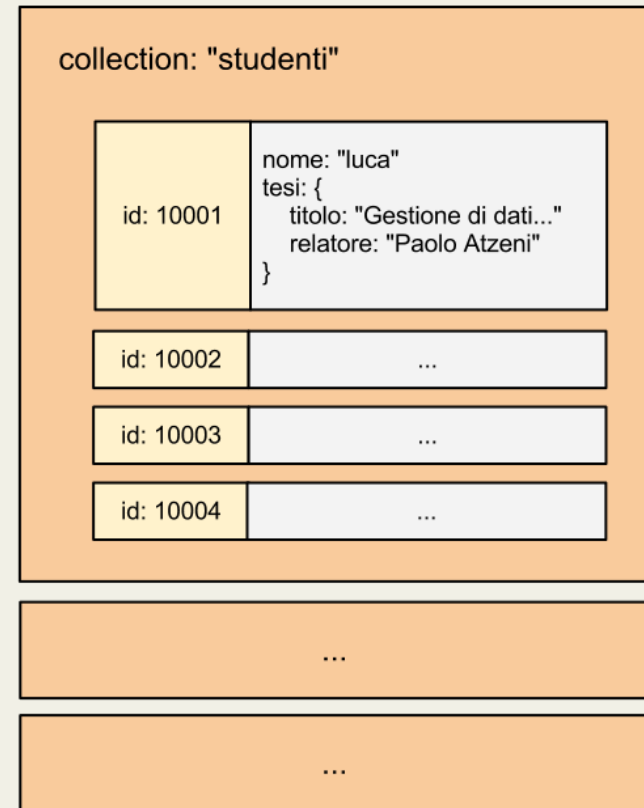 collection: "studenti"
id: 10001
nome: "luca"
tesi: {
titolo: "Gestione di dati..."
relatore: "Paolo Atzeni"
}
id: 10002
...
id: 10003
...
id: 10004
...
...
...